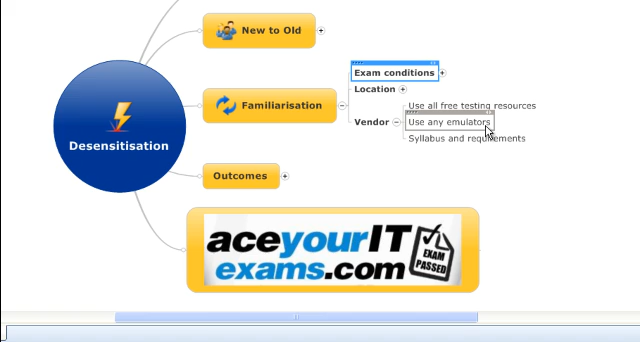 New to Old
Exam conditions
Location
Familiarisation
Use all free testing resources
Vendor
Use any emulators
Syllabus and requirements
Desensitisation
Outcomes
aceyourIT
exams.com
EXAM
PASSED